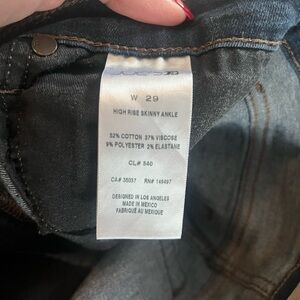 W 29
HIGH RISE SKINNY ANKLE
52% COTTON 37% VISCOSE
9% POLYESTER 2% ELASTANE
CL# 540
CA# 35037 RN# 148497
DESIGNED IN LOS ANGELES
MADE IN MEXICO
FABRIQUÉ AU MEXIQUE